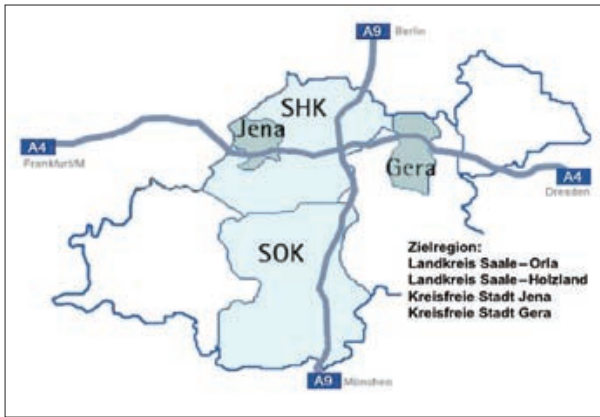 A9 Berlin
SHK
Jena
A4
Frankfurt/M
Gera
A4
Dresden
SOK
Zielregion:
Landkreis Saale–Orla
Landkreis Saale–Holzland
Kreisfreie Stadt Jena
Kreisfreie Stadt Gera
A9 München